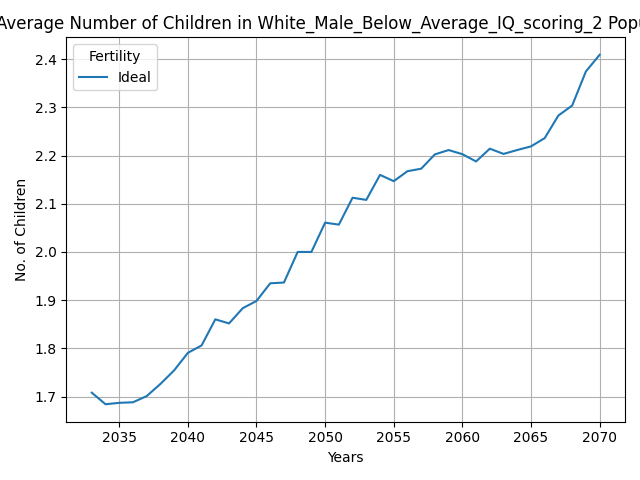 Average Number of Children in White_Male_Below_Average_IQ_scoring_2 Popu
Fertility
Ideal
2.4
2.3
2.2
2.1
2.0
1.9
1.8
1.7
No. of Children
2035 2040 2045 2050 2055 2060 2065 2070
Years